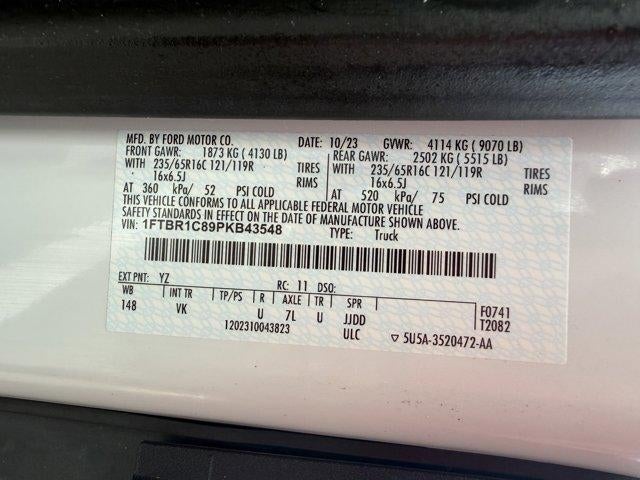 MFD. BY FORD MOTOR CO. DATE: 10/23 GVWR: 4114 KG ( 9070 LB)
FRONT GAWR: 1873 KG ( 4130 LB) REAR GAWR: 2502 KG ( 5515 LB)
WITH 235/65R16C 121/119R TIRES WITH 235/65R16C 121/119R TIRES
16x6.5J RIMS 16x6.5J RIMS
AT 360 kPa/ 52 PSI COLD AT 520 kPa/ 75 PSI COLD
THIS VEHICLE CONFORMS TO ALL APPLICABLE FEDERAL MOTOR VEHICLE
SAFETY STANDARDS IN EFFECT ON THE DATE OF MANUFACTURE SHOWN ABOVE.
VIN: 1FTBR1C89PKB43548 TYPE: Truck
EXT PNT: YZ RC: 11 DSO:
WB INT TR TP/PS R AXLE TR SPR F0741
148 VK U 7L U JJDD T2082
1202310043823 ULC ▽ 5U5A-3520472-AA